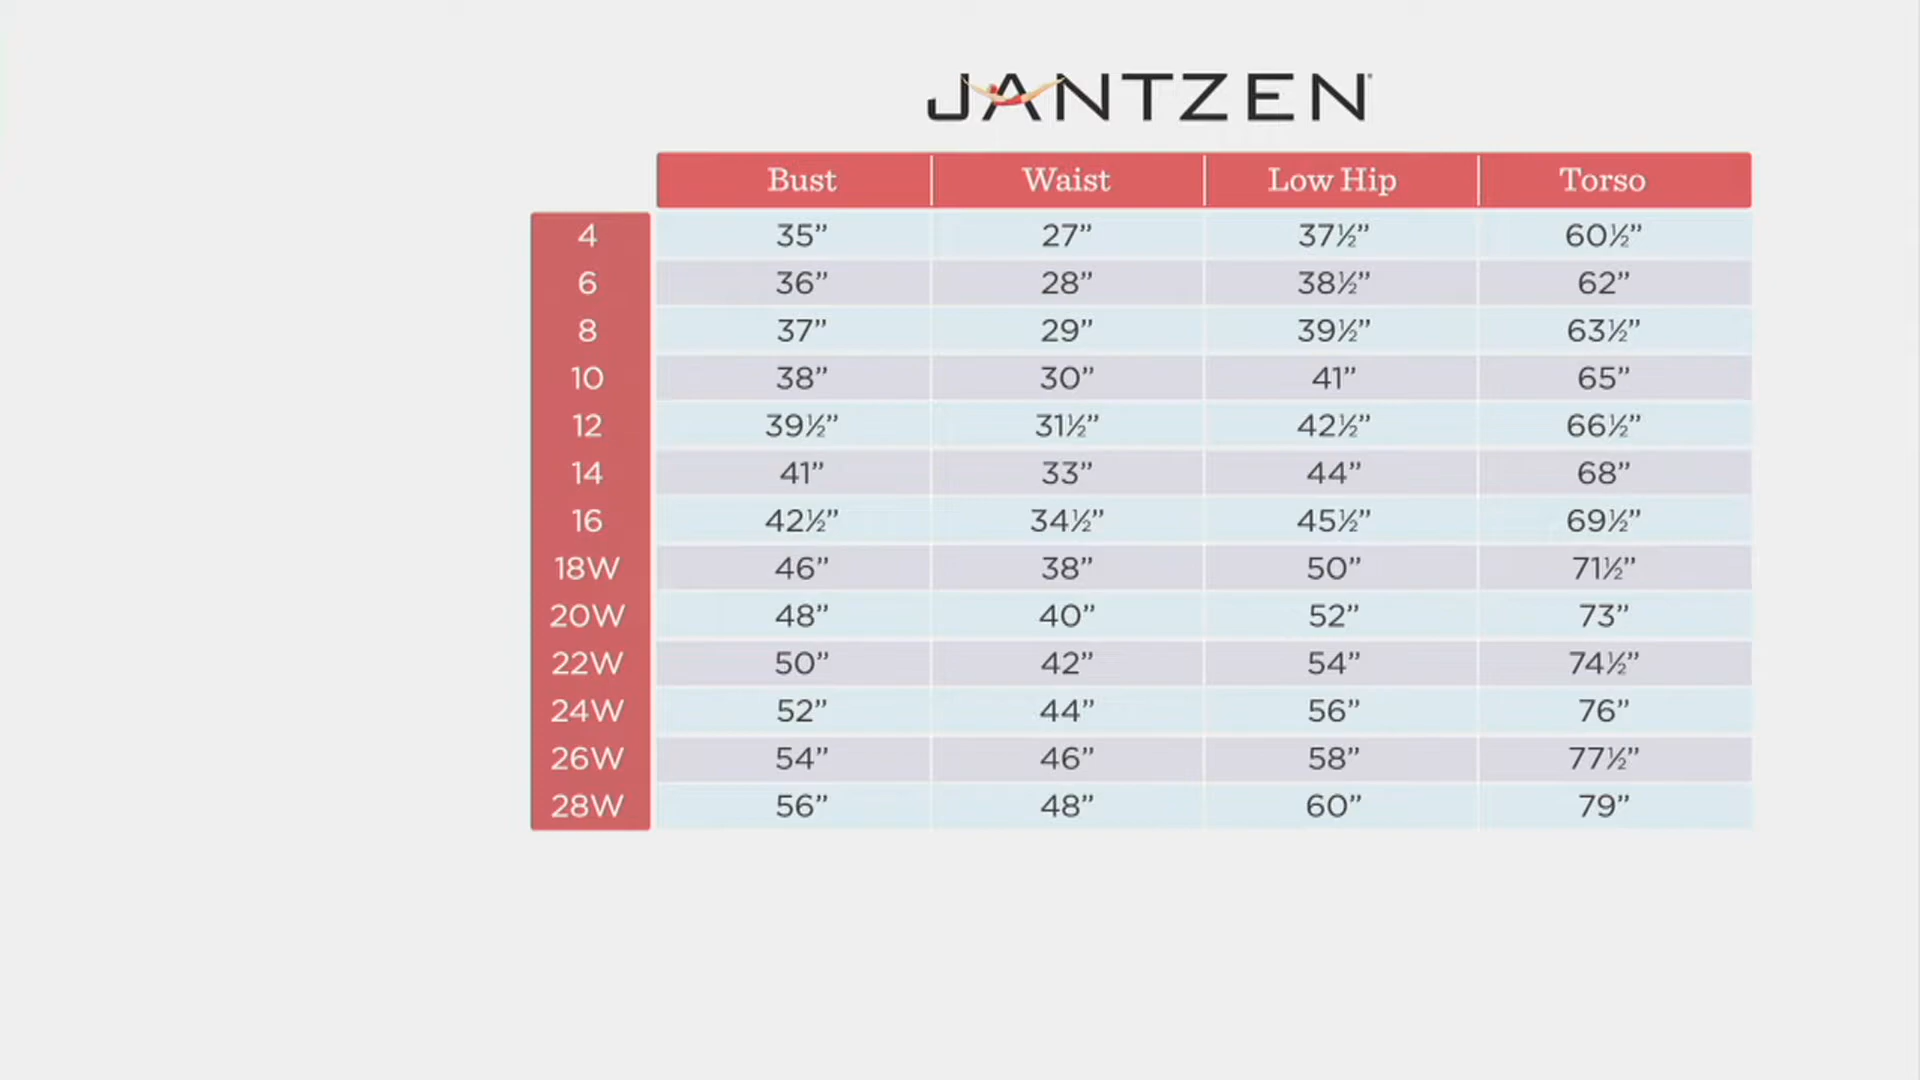 JANTZEN
Bust Waist Low Hip Torso
4 35” 27” 37½” 60½”
6 36” 28” 38½” 62”
8 37” 29” 39½” 63½”
10 38” 30” 41” 65”
12 39½” 31½” 42½” 66½”
14 41” 33” 44” 68”
16 42½” 34½” 45½” 69½”
18W 46” 38” 50” 71½”
20W 48” 40” 52” 73”
22W 50” 42” 54” 74½”
24W 52” 44” 56” 76”
26W 54” 46” 58” 77½”
28W 56” 48” 60” 79”